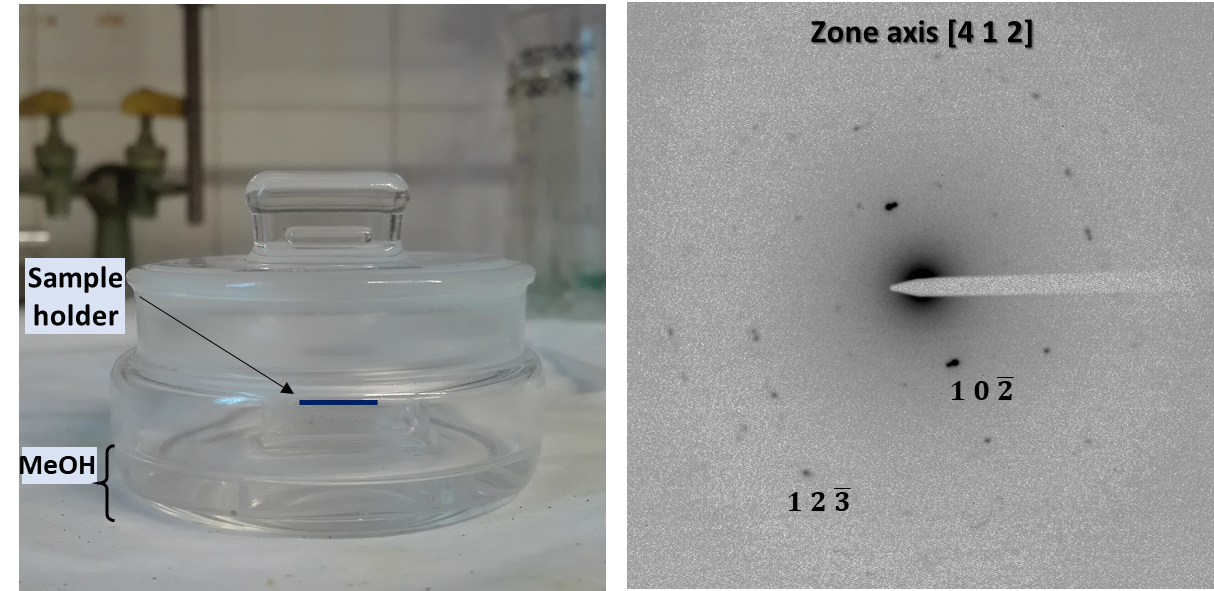 Zone axis [4 1 2]
Sample
holder
1 0 2̅
MeOH
1 2 3̅